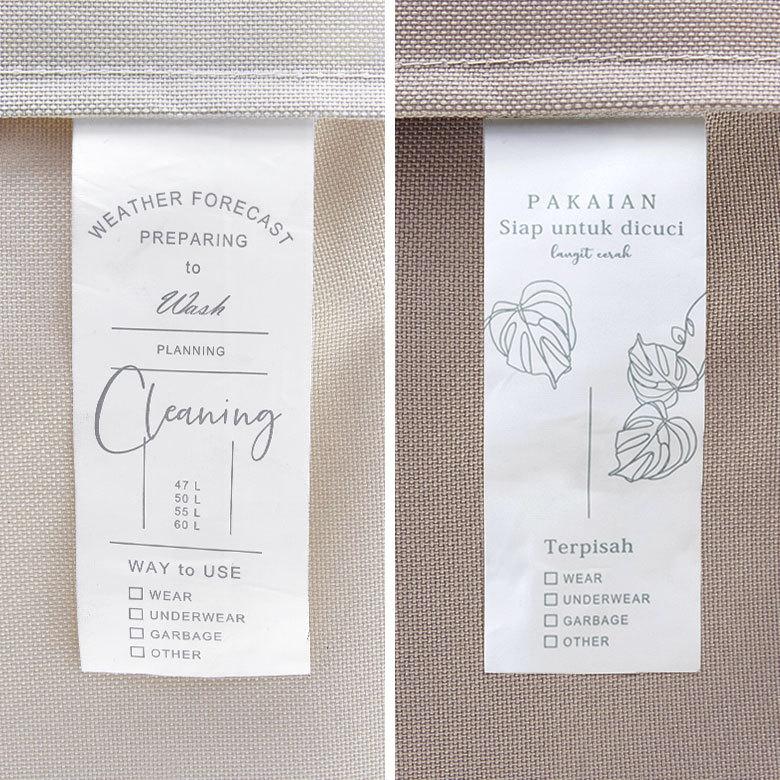 WEATHER FORECAST
PREPARING
to
Wash
PLANNING
Cleaning
47 L
50 L
55 L
60 L
WAY to USE
WEAR
UNDERWEAR
GARBAGE
OTHER
PAKAIAN
Siap untuk dicuci
langit cerah
Terpisah
WEAR
UNDERWEAR
GARBAGE
OTHER